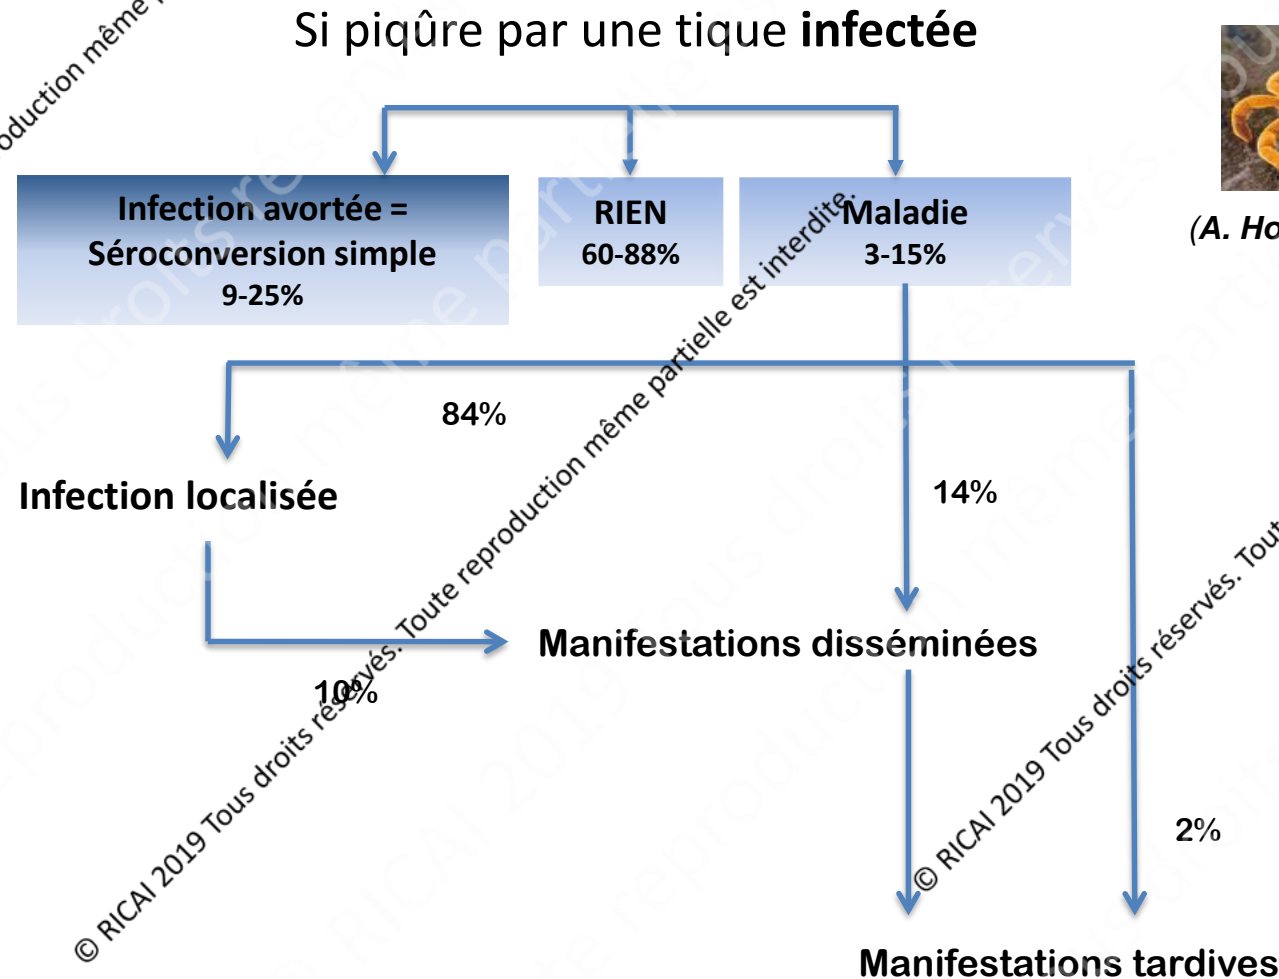 Si piqûre par une tique infectée
Infection avortée =
Séroconversion simple
9-25%
RIEN
60-88%
Maladie
3-15%
(A. Ho
84%
Infection localisée
14%
Manifestations disséminées
10%
2%
Manifestations tardives
oduction même
© RICAI 2019 Tous droits réservés. Toute reproduction même partielle est interdite.
© RICAI 2019 Tous droits réservés. Tout